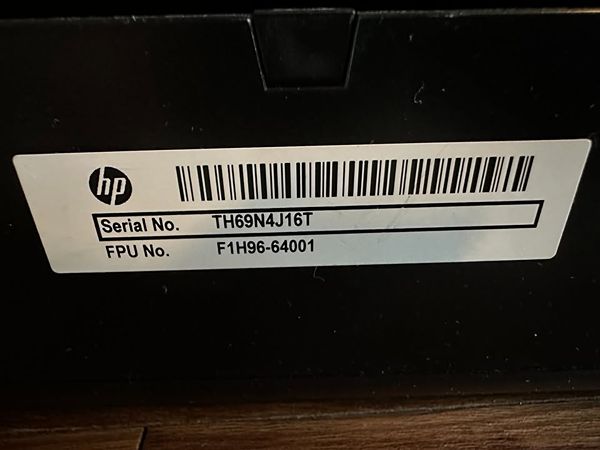 hp
Serial No. TH69N4J16T
FPU No. F1H96-64001